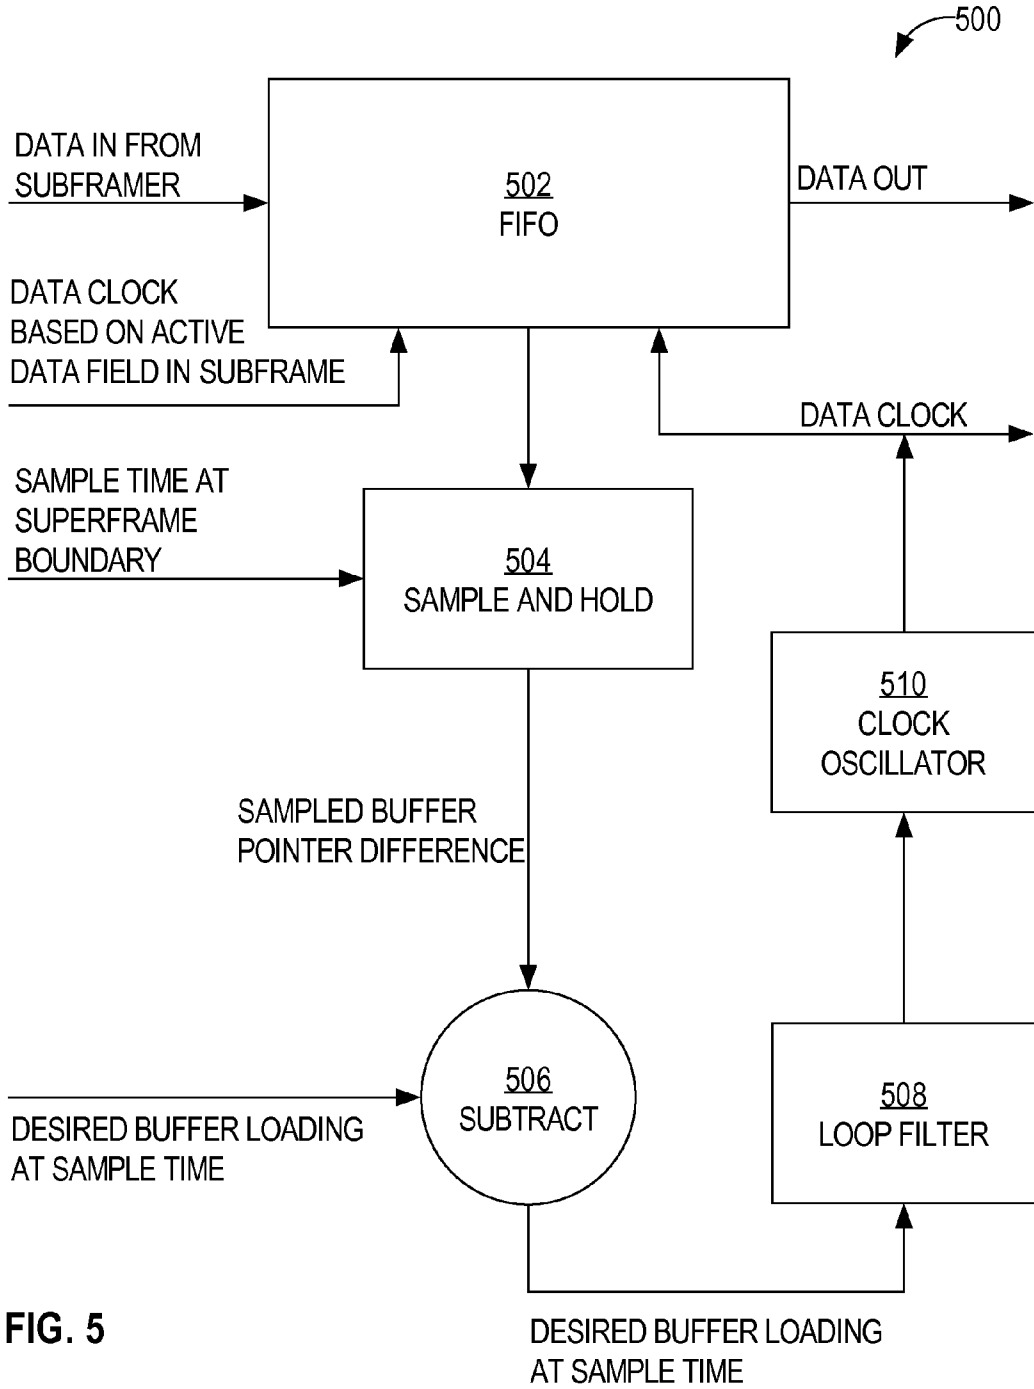 500
DATA IN FROM
SUBFRAMER
502
FIFO
DATA OUT
DATA CLOCK
BASED ON ACTIVE
DATA FIELD IN SUBFRAME
DATA CLOCK
SAMPLE TIME AT
SUPERFRAME
BOUNDARY
504
SAMPLE AND HOLD
510
CLOCK
OSCILLATOR
SAMPLED BUFFER
POINTER DIFFERENCE
506
SUBTRACT
508
LOOP FILTER
DESIRED BUFFER LOADING
AT SAMPLE TIME
FIG. 5
DESIRED BUFFER LOADING
AT SAMPLE TIME